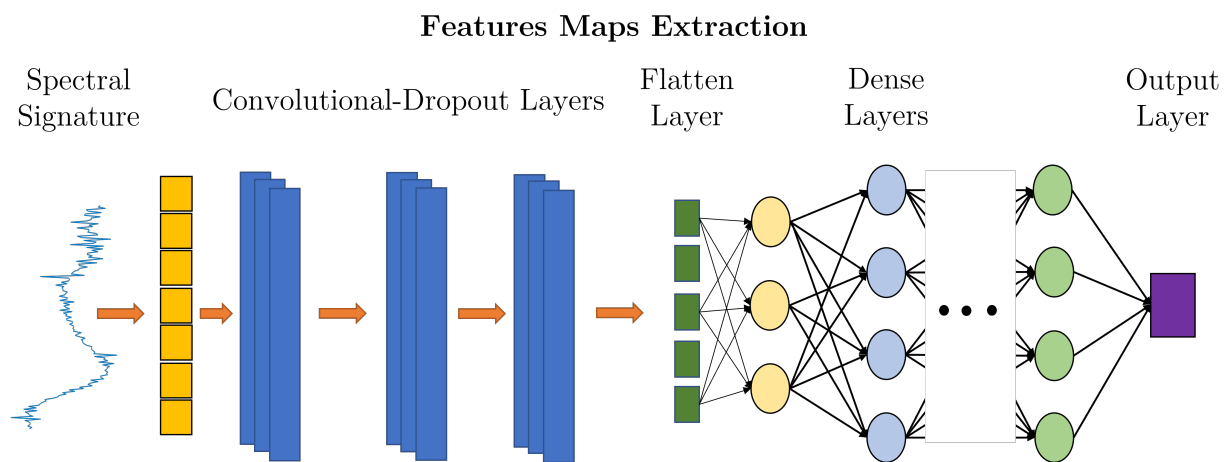 Features Maps Extraction
Spectral
Signature
Convolutional-Dropout Layers
Flatten
Layer
Dense
Layers
Output
Layer